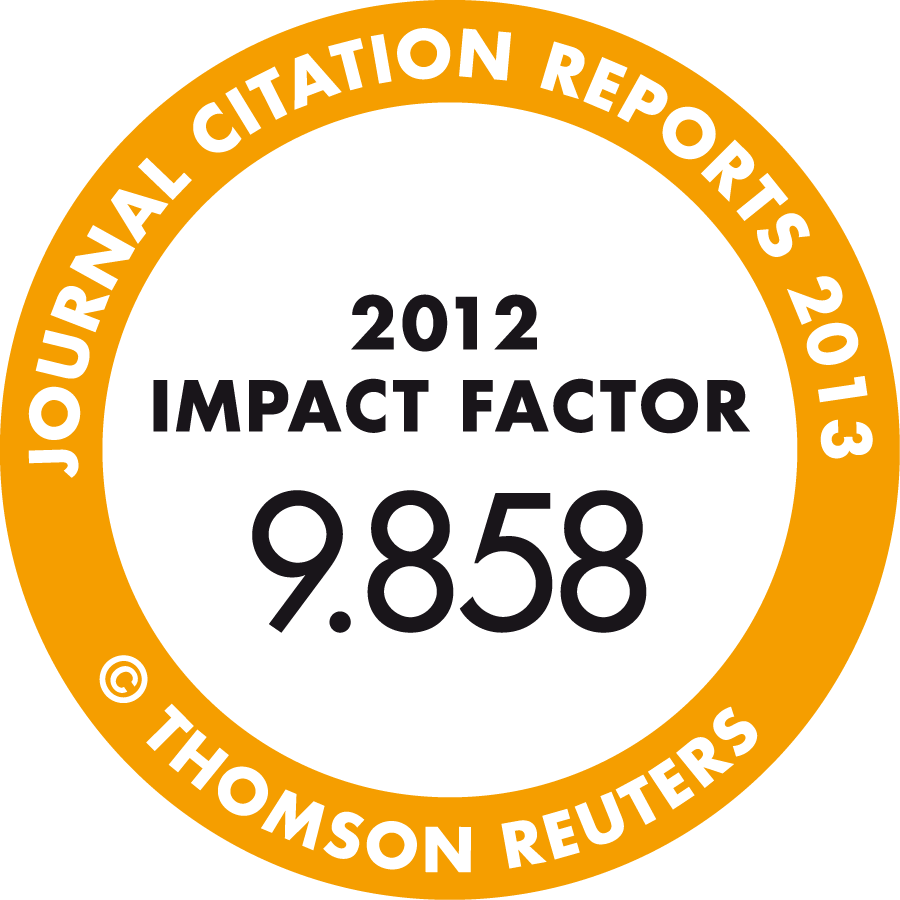 JOURNAL CITATION REPORTS 2013
2012
IMPACT FACTOR
9.858
© THOMSON REUTERS